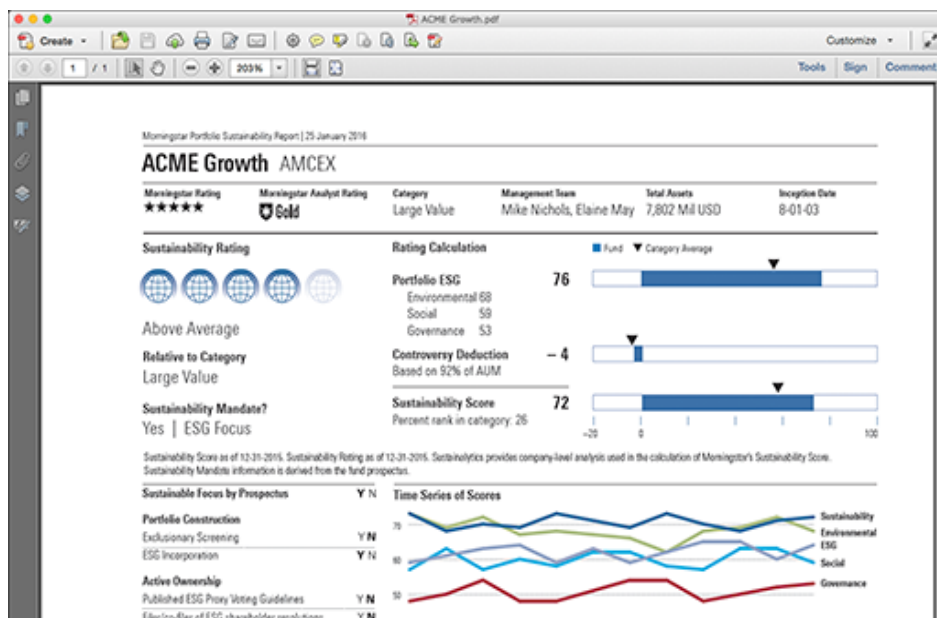 ACME Growth.pdf
Create
Customize
1 / 1
203%
Tools Sign Comment
Morningstar Portfolio Sustainability Report | 25 January 2016
ACME Growth AMCEX
Morningstar Rating Morningstar Analyst Rating Category Management Team Total Assets Inception Date
★★★★★ Gold Large Value Mike Nichols, Elaine May 7,802 Mil USD 8-01-03
Sustainability Rating
Above Average
Relative to Category
Large Value
Sustainability Mandate?
Yes | ESG Focus
Rating Calculation
Fund Category Average
Portfolio ESG 76
Environmental 68
Social 59
Governance 53
Controversy Deduction – 4
Based on 92% of AUM
Sustainability Score 72
Percent rank in category: 26
-20 0 100
Sustainability Score as of 12-31-2015. Sustainability Rating as of 12-31-2015. Sustainalytics provides company-level analysis used in the calculation of Morningstar's Sustainability Score.
Sustainability Mandate information is derived from the fund prospectus.
Sustainable Focus by Prospectus Y N
Portfolio Construction
Exclusionary Screening Y N
ESG Incorporation Y N
Active Ownership
Published ESG Proxy Voting Guidelines Y N
of ESG shareholder resolutions Y N
Time Series of Scores
70
60
50
Sustainability
Environmental
ESG
Social
Governance